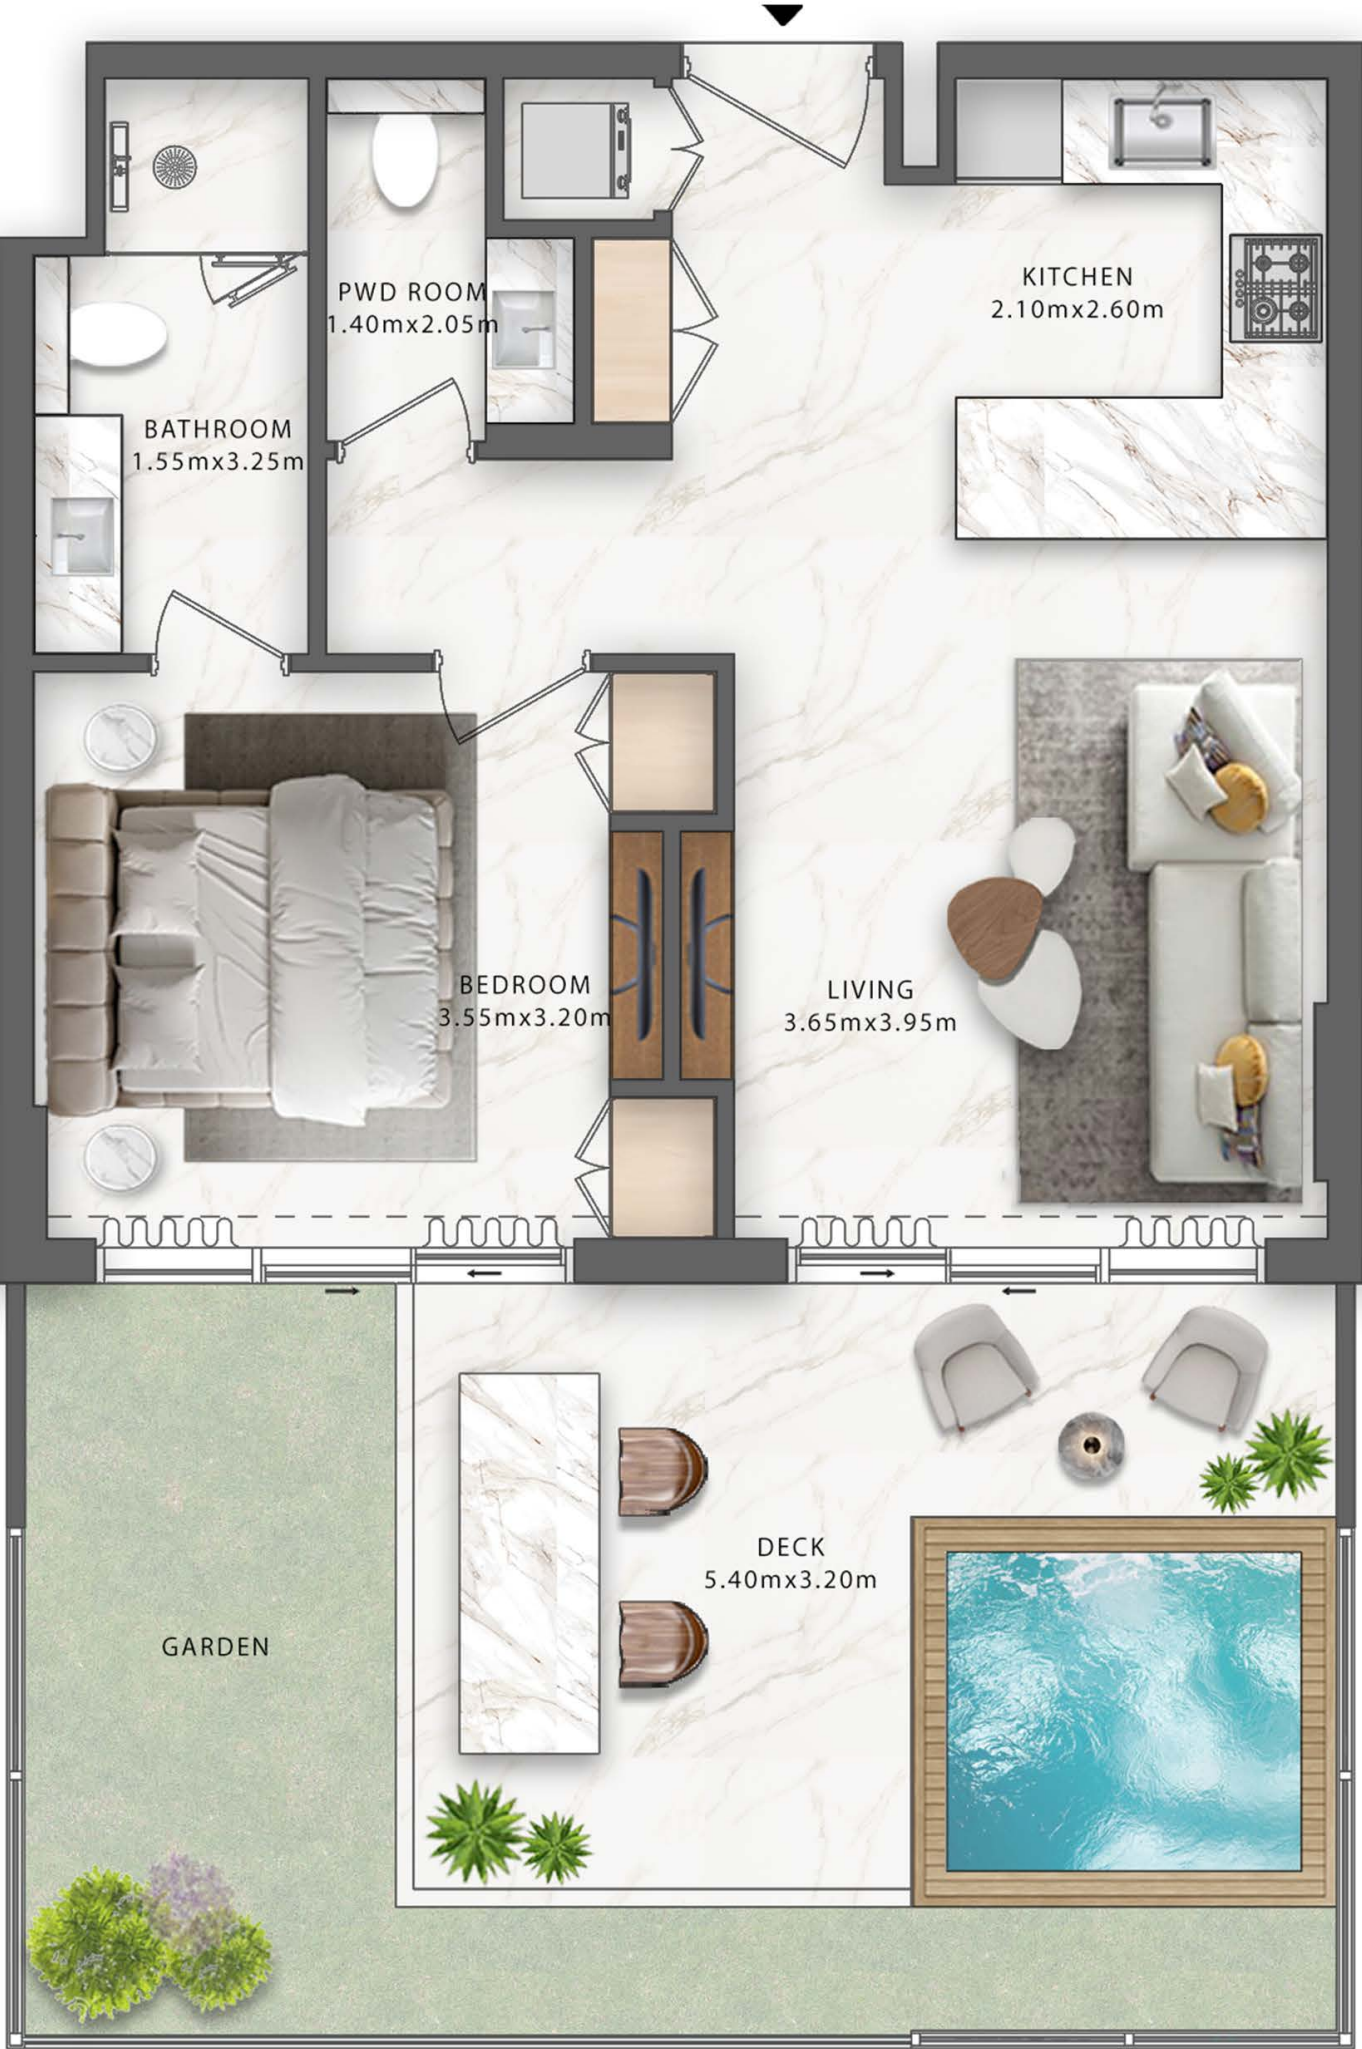 KITCHEN
2.10mx2.60m
PWD ROOM
1.40mx2.05m
BATHROOM
1.55mx3.25m
BEDROOM
3.55mx3.20m
LIVING
3.65mx3.95m
DECK
5.40mx3.20m
GARDEN